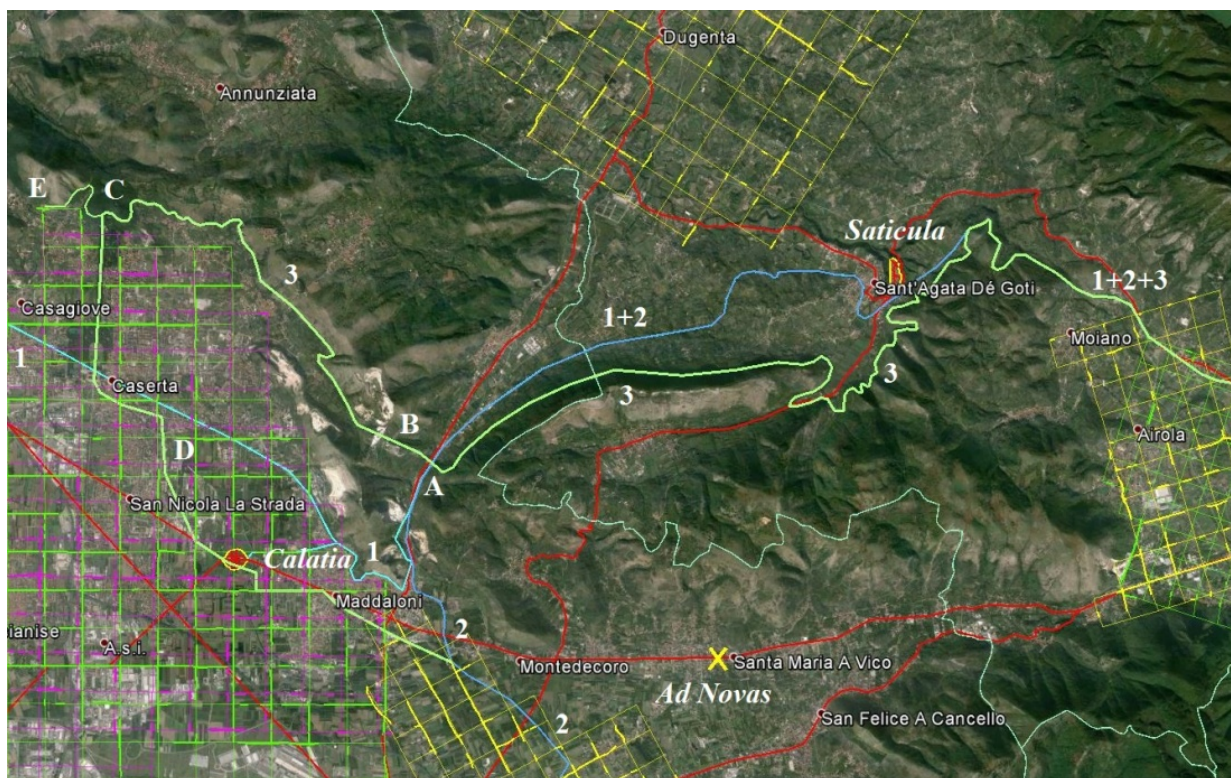 Dugenta
Annunziata
E
C
Saticula
3
Sant'Agata Dé Goti
1+2+3
Casagiove
1+2
Moiano
1
Caserta
3
3
B
Airola
D
A
San Nicola La Strada
Calatia
1
Maddaloni
ianise
A.s.i.
2
Montedecoro
Santa Maria A Vico
Ad Novas
2
San Felice A Cancello